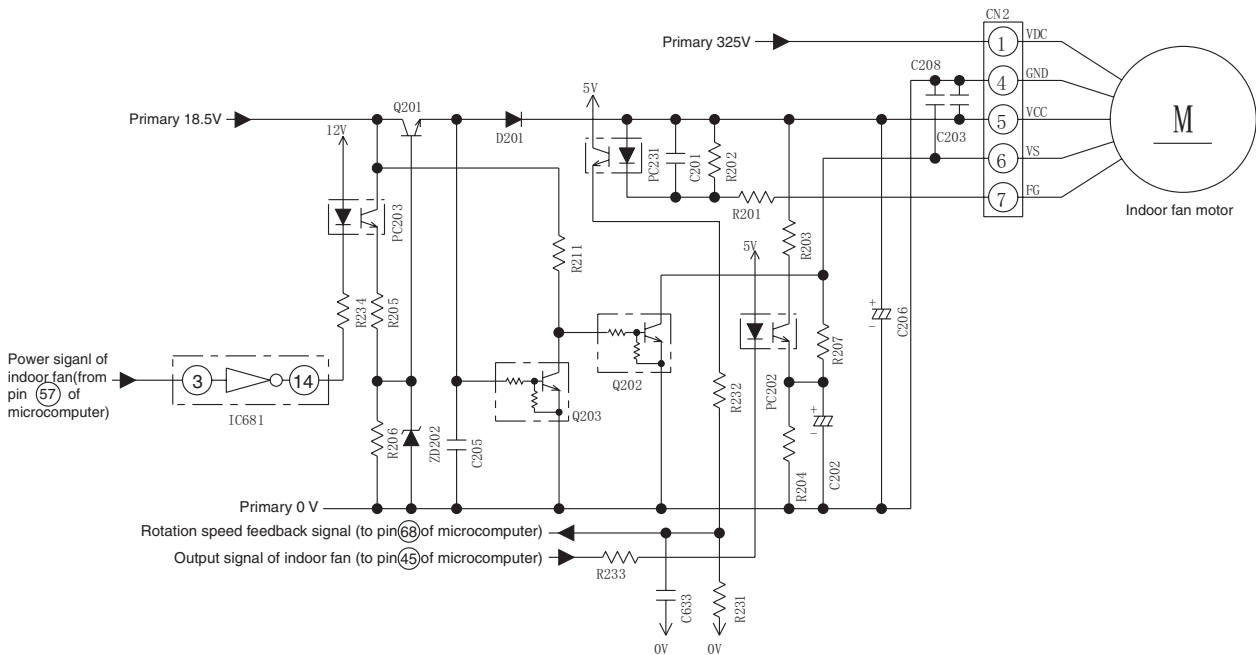 CN2
Primary 325V
1
VDC
C208
4
GND
5V
Q201
Primary 18.5V
5
VCC
M
12V
D201
C203
PC231
C201
R202
6
VS
7
FG
R201
Indoor fan motor
PC203
R203
R211
5V
R234
R205
C206
R207
Power siganl of
indoor fan(from
pin 57 of
microcomputer)
3
14
IC681
Q202
PC202
R232
Q203
R206
ZD202
C205
R204
C202
Primary 0 V
Rotation speed feedback signal (to pin 68 of microcomputer)
Output signal of indoor fan (to pin 45 of microcomputer)
R233
C633
R231
0V
0V
+
-
+
-